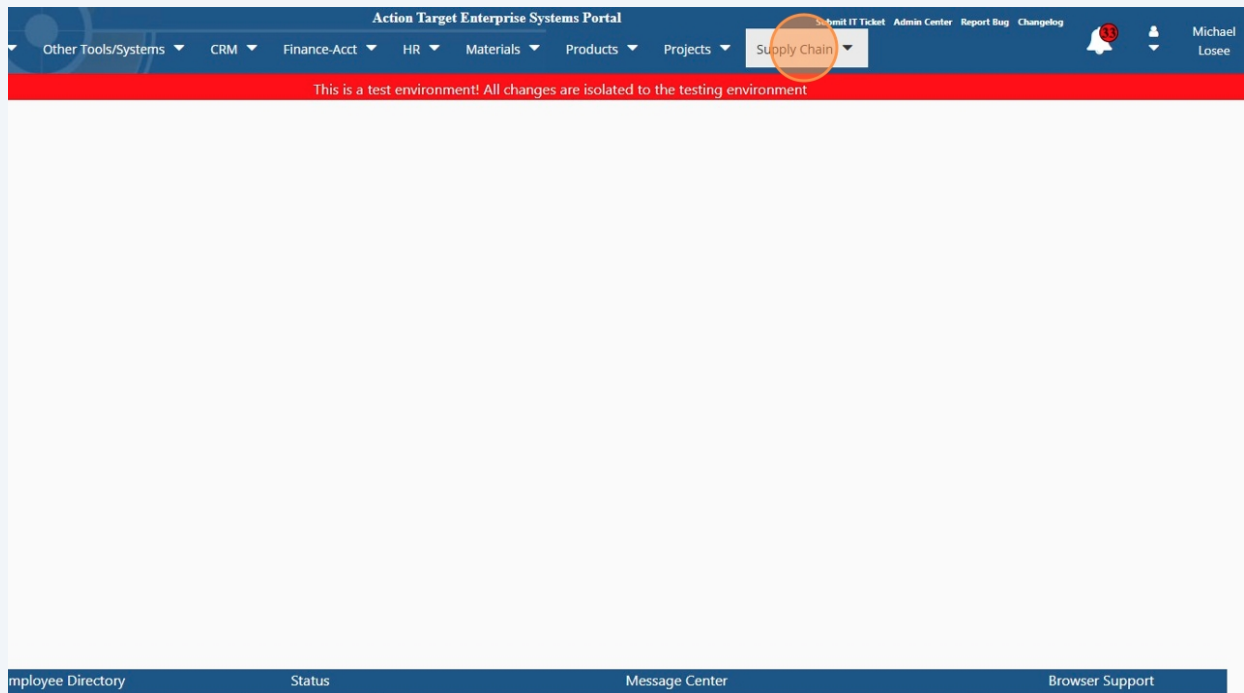 Action Target Enterprise Systems Portal
Submit IT Ticket Admin Center Report Bug Changelog
33
Michael Losee
Other Tools/Systems CRM Finance-Acct HR Materials Products Projects Supply Chain
This is a test environment! All changes are isolated to the testing environment
mployee Directory Status Message Center Browser Support